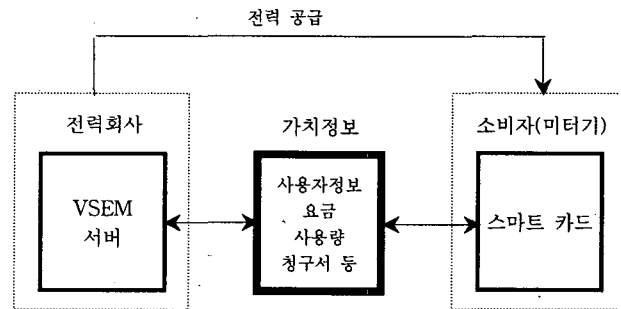 전력 공급
전력회사
가치정보
소비자(미터기)
VSEM
서버
사용자정보
요금
사용량
청구서 등
스마트 카드